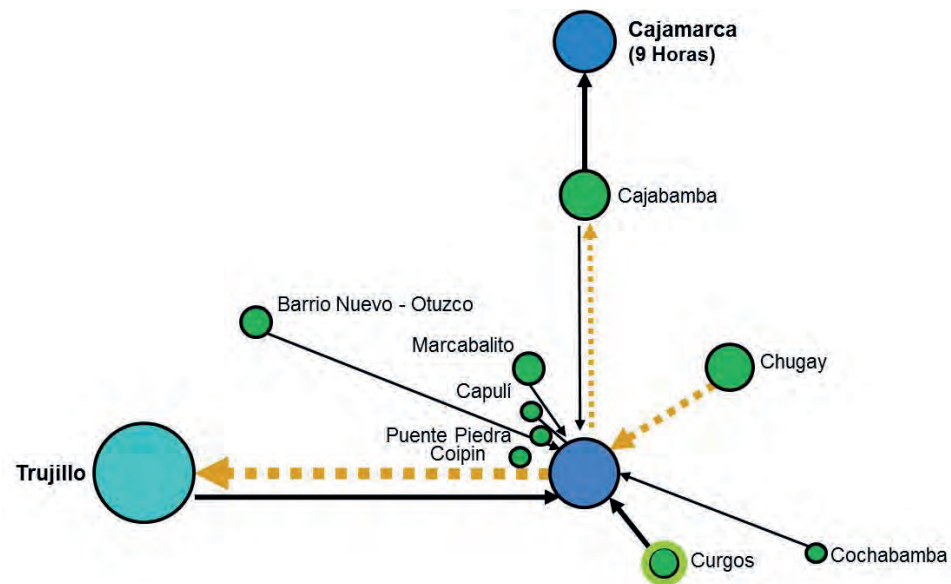 Cajamarca
(9 Horas)
Cajabamba
Barrio Nuevo - Otuzco
Marcabalito
Chugay
Capulí
Puente Piedra
Coipin
Trujillo
Curgos
Cochabamba